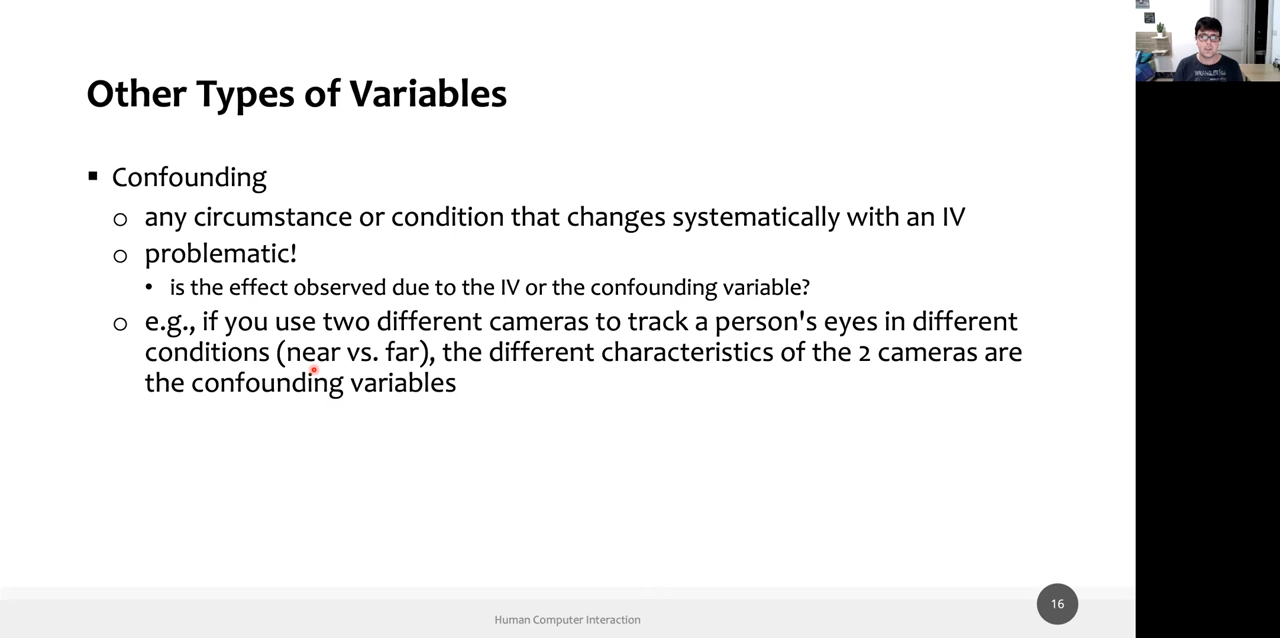 Other Types of Variables
▪ Confounding
o any circumstance or condition that changes systematically with an IV
o problematic!
• is the effect observed due to the IV or the confounding variable?
o e.g., if you use two different cameras to track a person's eyes in different
conditions (near vs. far), the different characteristics of the 2 cameras are
the confounding variables
16
Human Computer Interaction